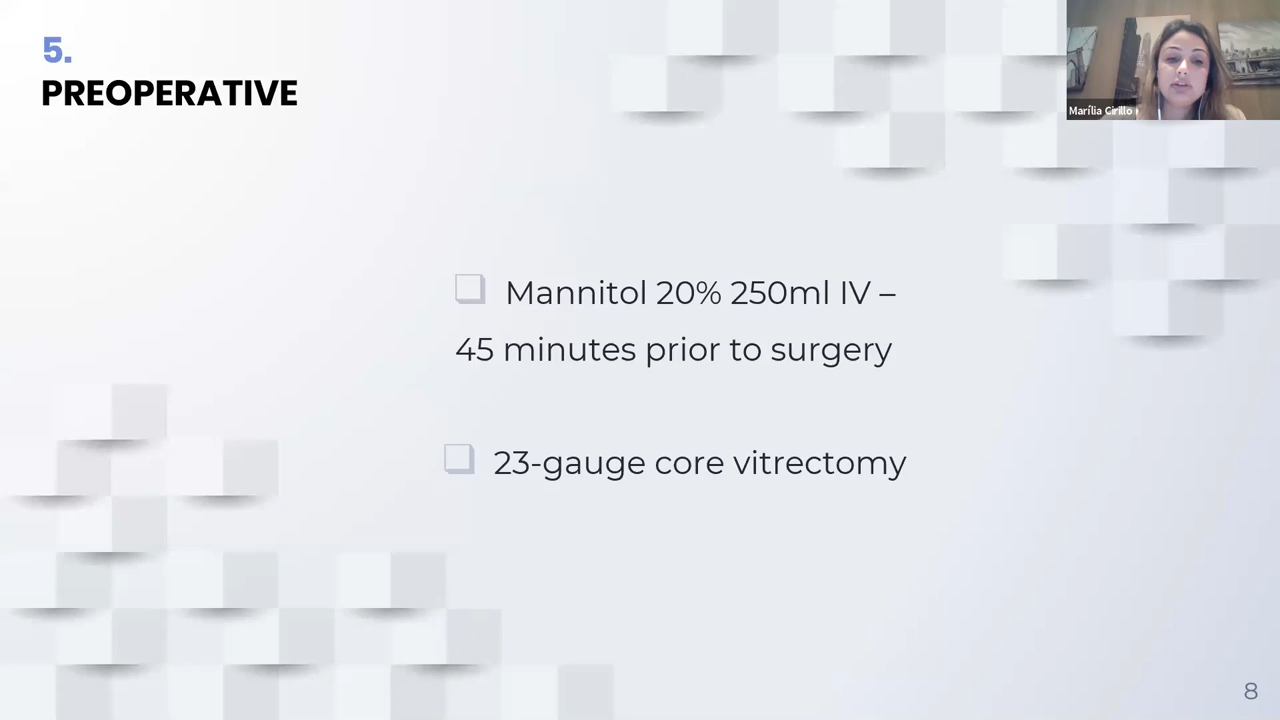 5.
PREOPERATIVE
Marília Cirillo
Mannitol 20% 250ml IV –
45 minutes prior to surgery
23-gauge core vitrectomy
8